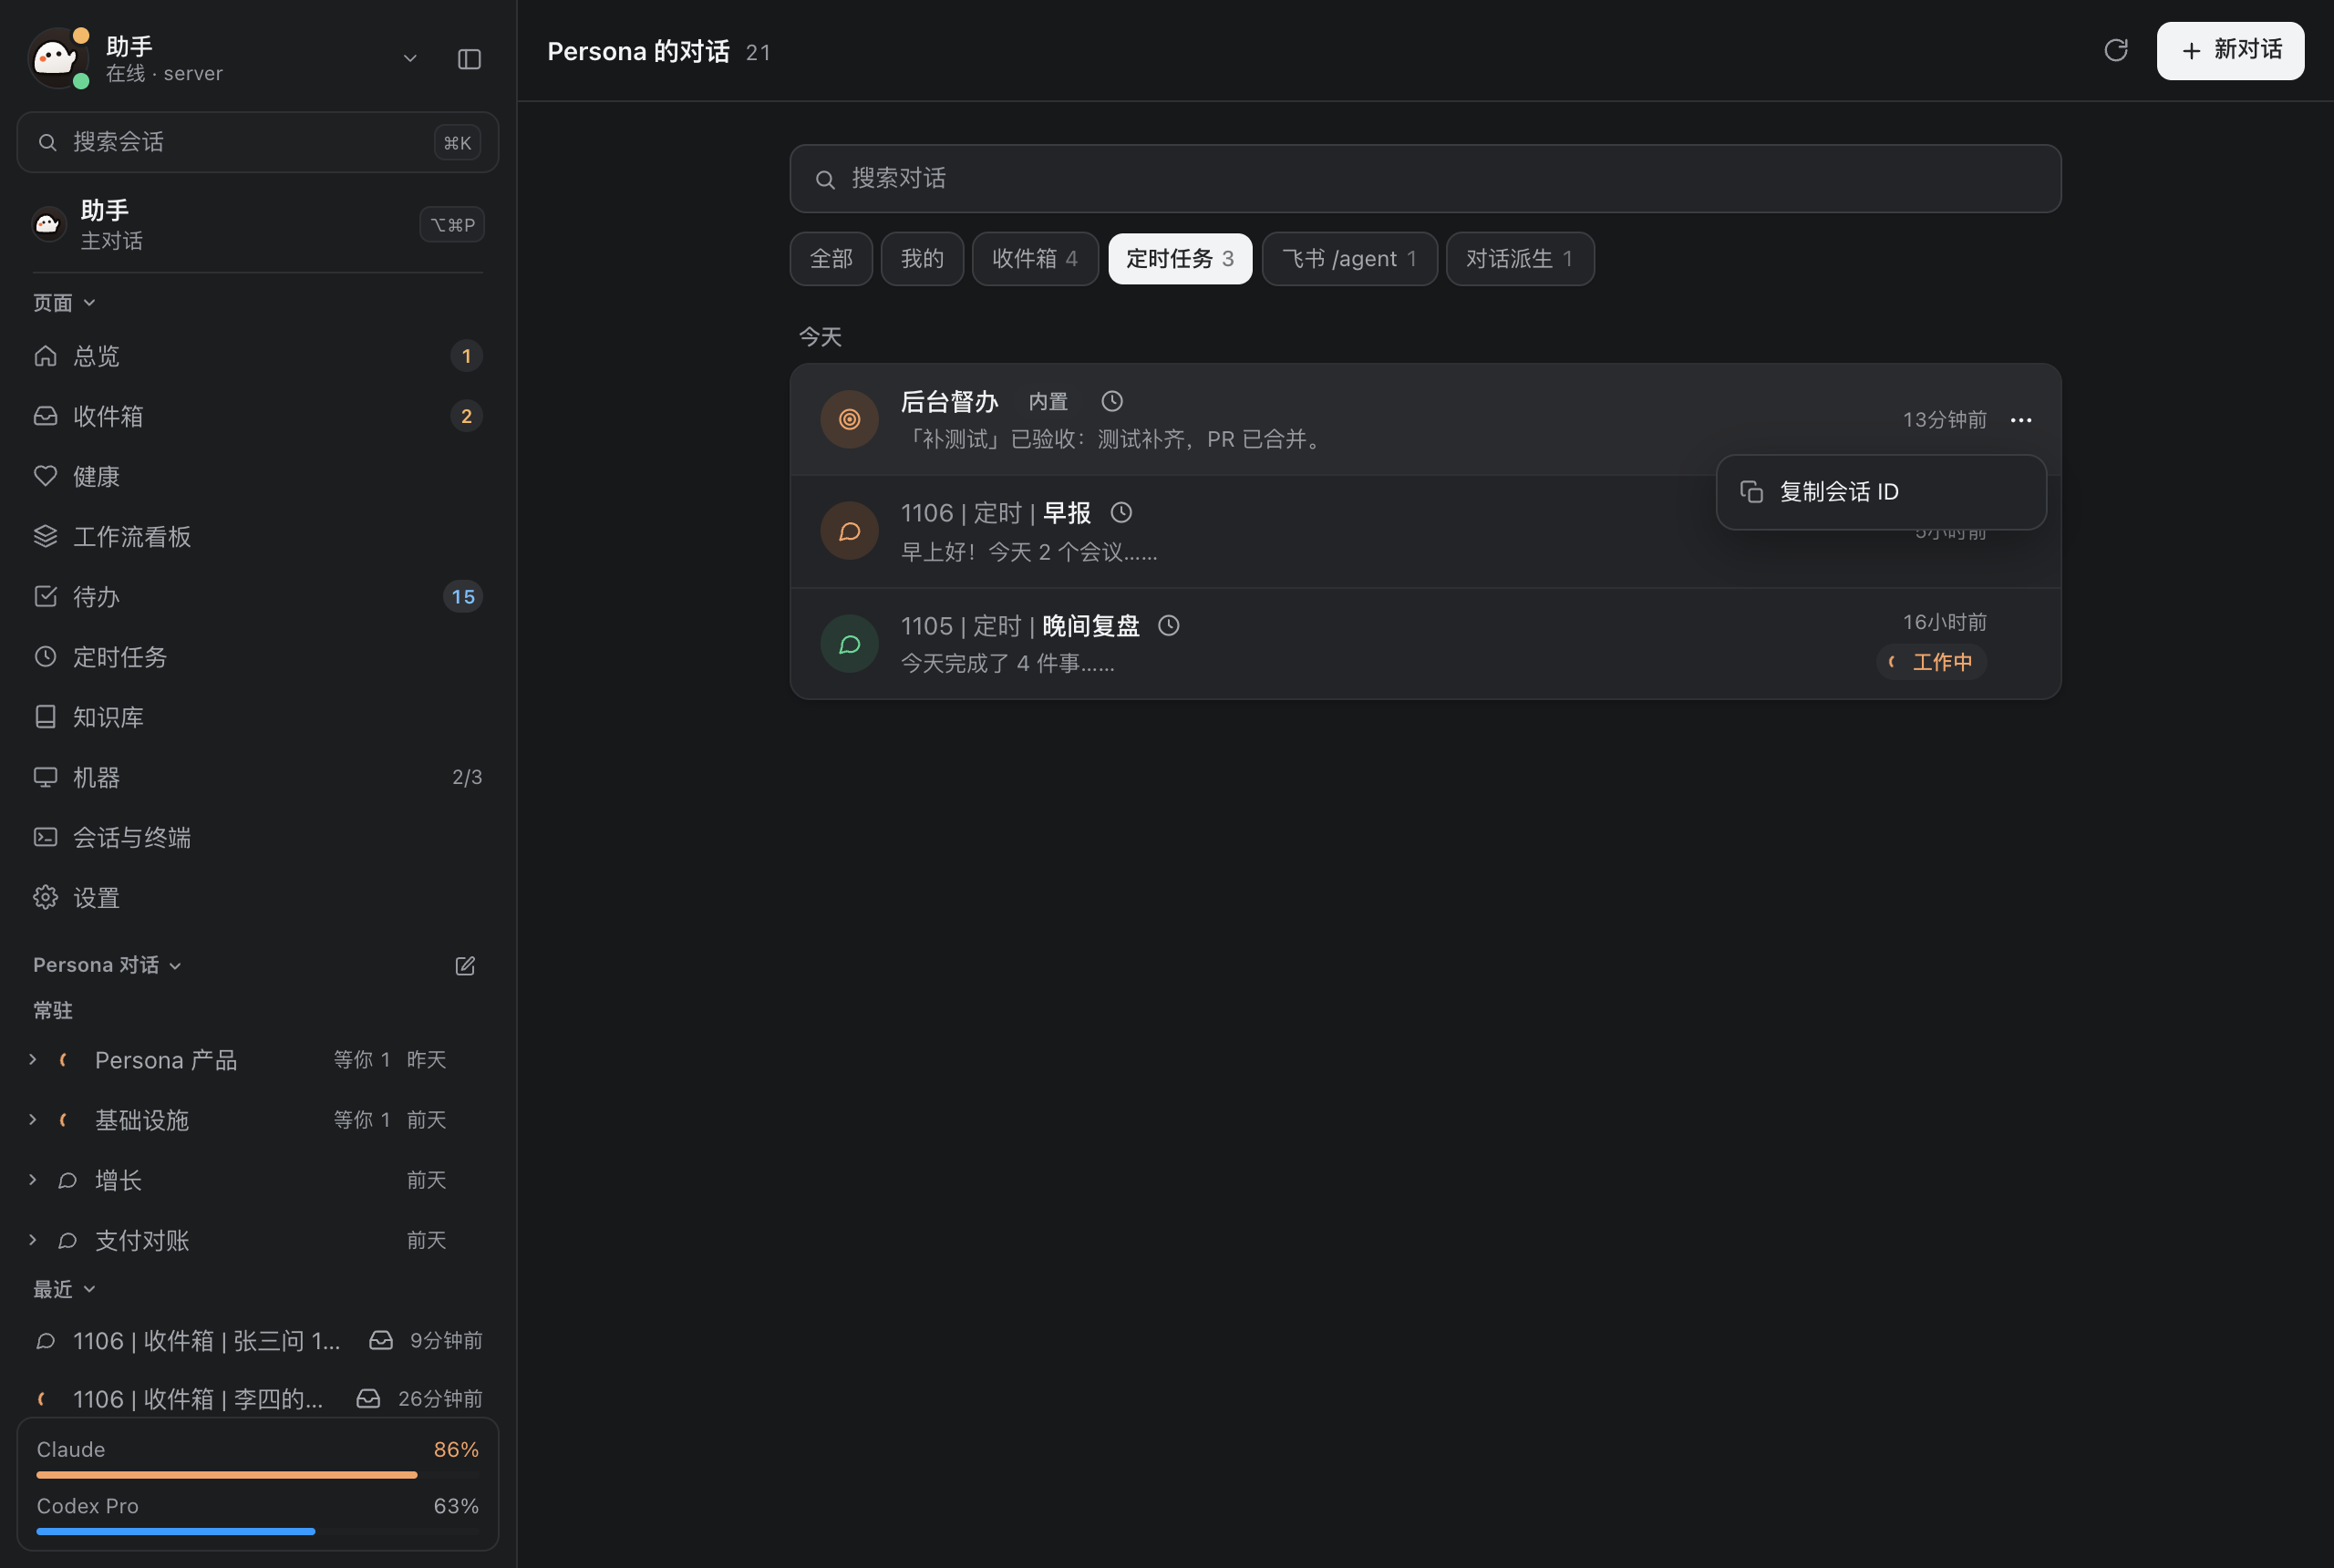 助手
在线 · server
搜索会话 ⌘K
助手
主对话
⌥⌘P
页面
总览 1
收件箱 2
健康
工作流看板
待办 15
定时任务
知识库
机器 2/3
会话与终端
设置
Persona 对话
常驻
Persona 产品 等你 1 昨天
基础设施 等你 1 前天
增长 前天
支付对账 前天
最近
1106 | 收件箱 | 张三问 1... 9分钟前
1106 | 收件箱 | 李四的... 26分钟前
Claude 86%
Codex Pro 63%
Persona 的对话 21
新对话
搜索对话
全部 我的 收件箱 4 定时任务 3 飞书 /agent 1 对话派生 1
今天
后台督办 内置
「补测试」已验收：测试补齐，PR 已合并。
13分钟前
复制会话 ID
1106 | 定时 | 早报
早上好！今天 2 个会议……
5小时前
1105 | 定时 | 晚间复盘
今天完成了 4 件事……
16小时前
工作中